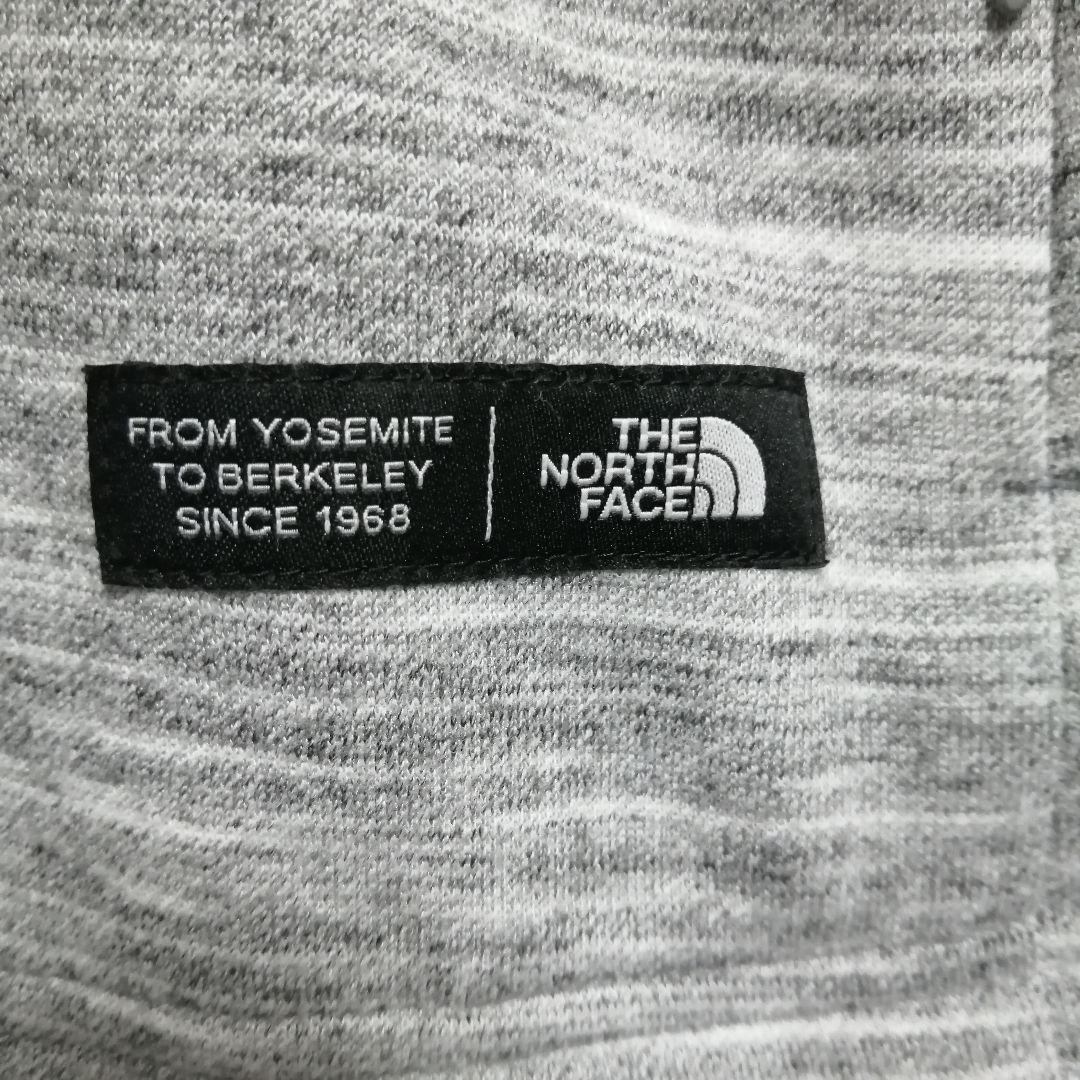 FROM YOSEMITE
TO BERKELEY
SINCE 1968
THE
NORTH
FACE